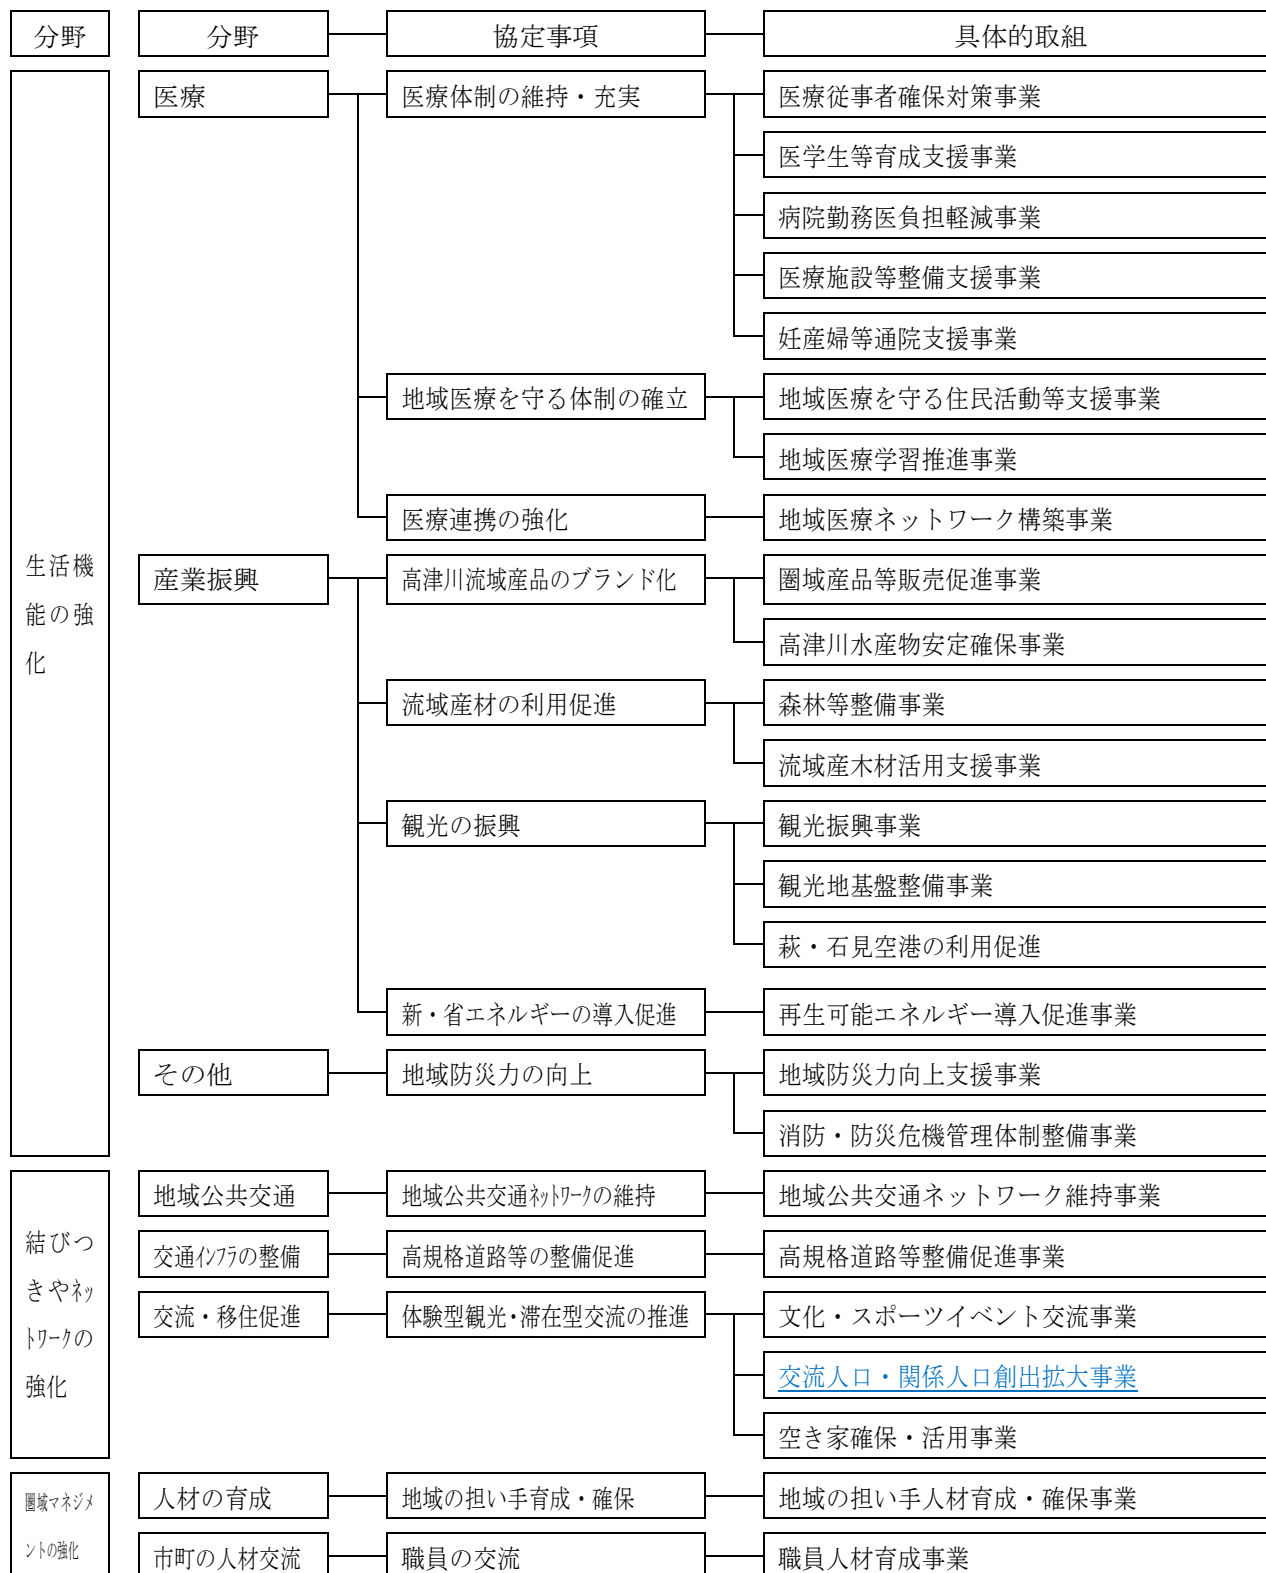 分野 分野 協定事項 具体的取組
生活機
能の強
化
医療 医療体制の維持・充実 医療従事者確保対策事業
医学生等育成支援事業
病院勤務医負担軽減事業
医療施設等整備支援事業
妊産婦等通院支援事業
地域医療を守る体制の確立 地域医療を守る住民活動等支援事業
地域医療学習推進事業
医療連携の強化 地域医療ネットワーク構築事業
産業振興 高津川流域産品のブランド化 圏域産品等販売促進事業
高津川水産物安定確保事業
流域産材の利用促進 森林等整備事業
流域産木材活用支援事業
観光の振興 観光振興事業
観光地基盤整備事業
萩・石見空港の利用促進
新・省エネルギーの導入促進 再生可能エネルギー導入促進事業
その他 地域防災力の向上 地域防災力向上支援事業
消防・防災危機管理体制整備事業
結びつ
きやネッ
トワークの
強化
地域公共交通 地域公共交通ネットワークの維持 地域公共交通ネットワーク維持事業
交通インフラの整備 高規格道路等の整備促進 高規格道路等整備促進事業
交流・移住促進 体験型観光・滞在型交流の推進 文化・スポーツイベント交流事業
交流人口・関係人口創出拡大事業
空き家確保・活用事業
圏域マネジメ
ントの強化
人材の育成 地域の担い手育成・確保 地域の担い手人材育成・確保事業
市町の人材交流 職員の交流 職員人材育成事業